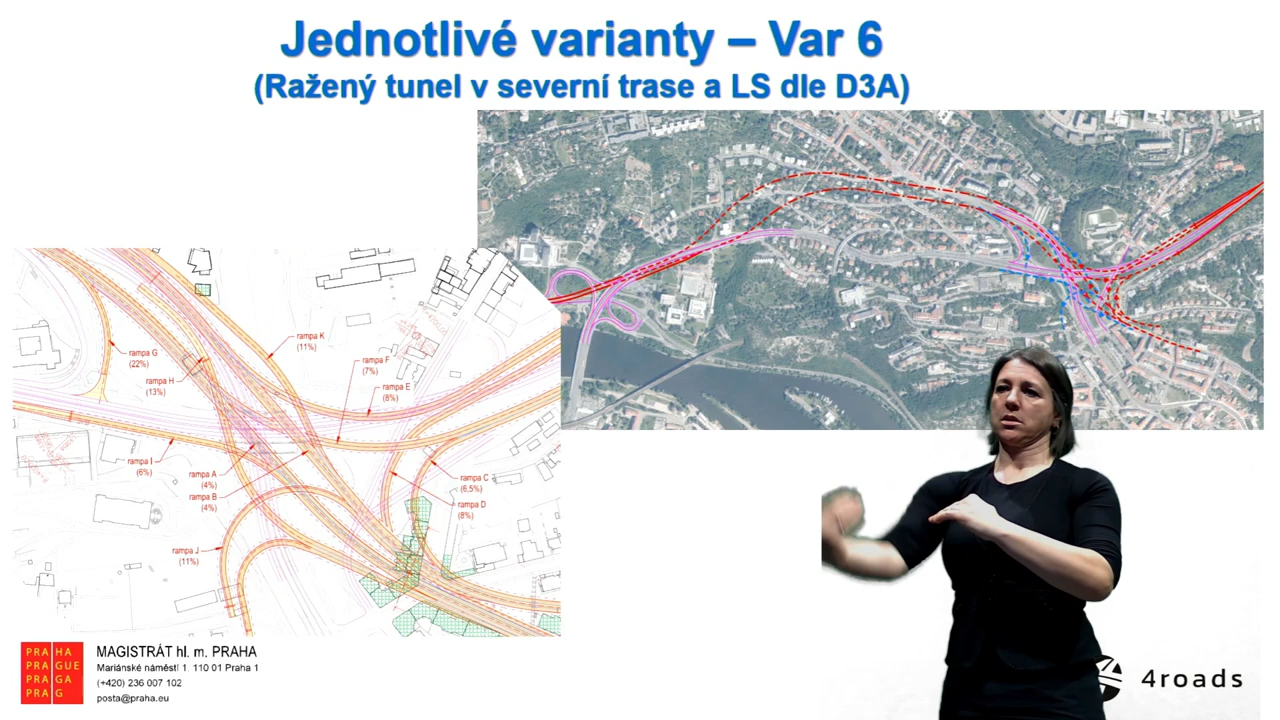 Jednotlivé varianty – Var 6
(Ražený tunel v severní trase a LS dle D3A)
rampa K
(11%)
rampa G
(22%)
rampa F
(7%)
rampa H
(13%)
rampa E
(8%)
rampa I
(6%)
rampa A
(4%)
rampa B
(4%)
rampa C
(6,5%)
rampa D
(8%)
rampa J
(11%)
PRA HA
PRA GUE
PRA GA
PRA G
MAGISTRÁT hl. m. PRAHA
Mariánské náměstí 1. 110 01 Praha 1
(+420) 236 007 102
posta@praha.eu
4roads